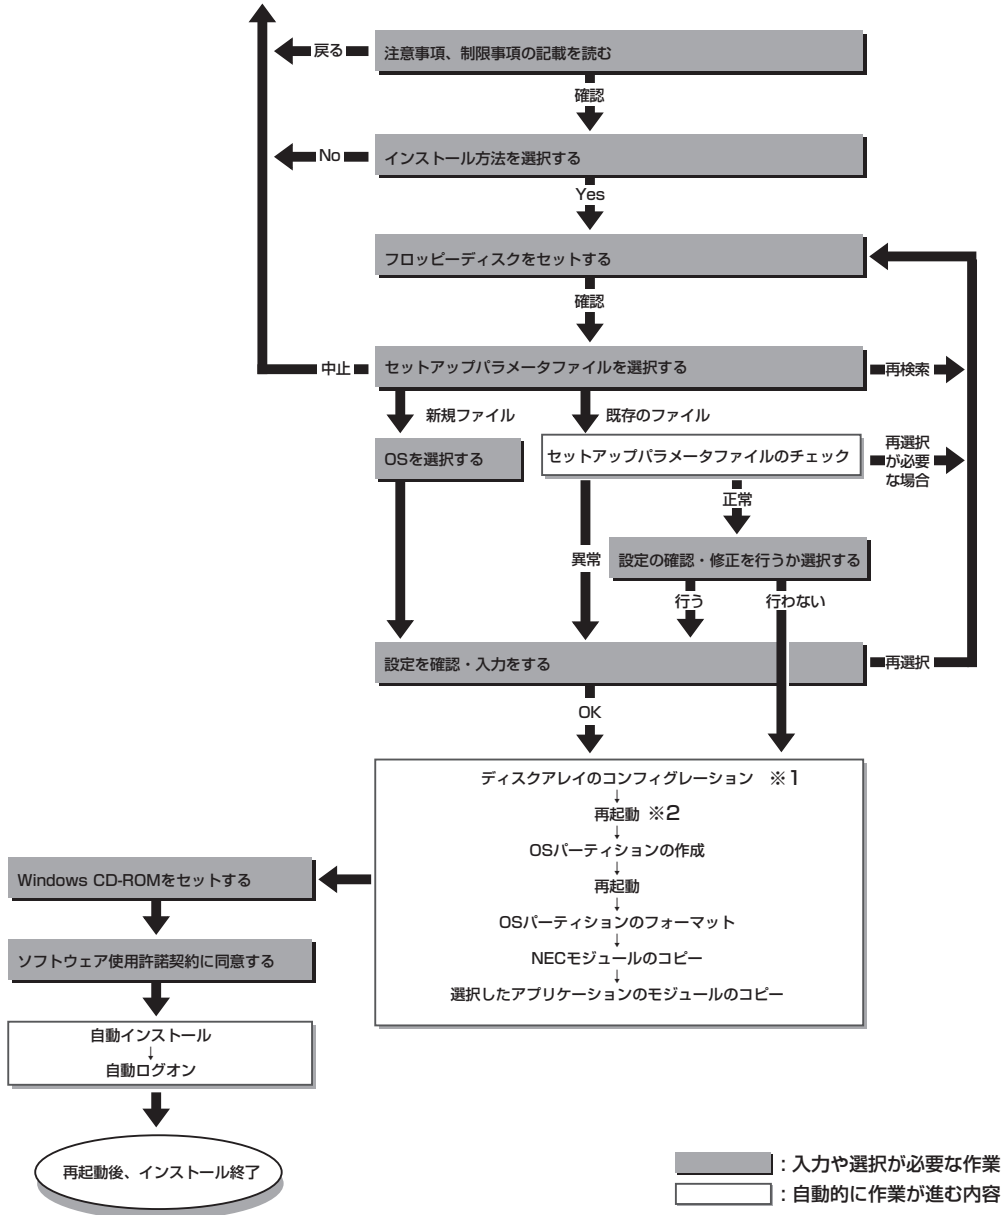 戻る
注意事項、制限事項の記載を読む
確認
No
インストール方法を選択する
Yes
フロッピーディスクをセットする
確認
中止
セットアップパラメータファイルを選択する
再検索
新規ファイル
既存のファイル
OSを選択する
セットアップパラメータファイルのチェック
再選択
が必要
な場合
正常
異常
設定の確認・修正を行うか選択する
行う
行わない
設定を確認・入力をする
再選択
OK
ディスクアレイのコンフィグレーション ※1
↓
再起動 ※2
↓
OSパーティションの作成
↓
再起動
↓
OSパーティションのフォーマット
↓
NECモジュールのコピー
↓
選択したアプリケーションのモジュールのコピー
Windows CD-ROMをセットする
ソフトウェア使用許諾契約に同意する
自動インストール
↓
自動ログオン
再起動後、インストール終了
：入力や選択が必要な作業
：自動的に作業が進む内容